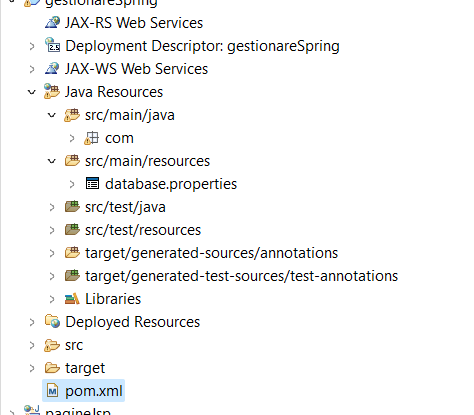 gestionareSpring
JAX-RS Web Services
Deployment Descriptor: gestionareSpring
JAX-WS Web Services
Java Resources
src/main/java
com
src/main/resources
database.properties
src/test/java
src/test/resources
target/generated-sources/annotations
target/generated-test-sources/test-annotations
Libraries
Deployed Resources
src
target
pom.xml
pagineJsp